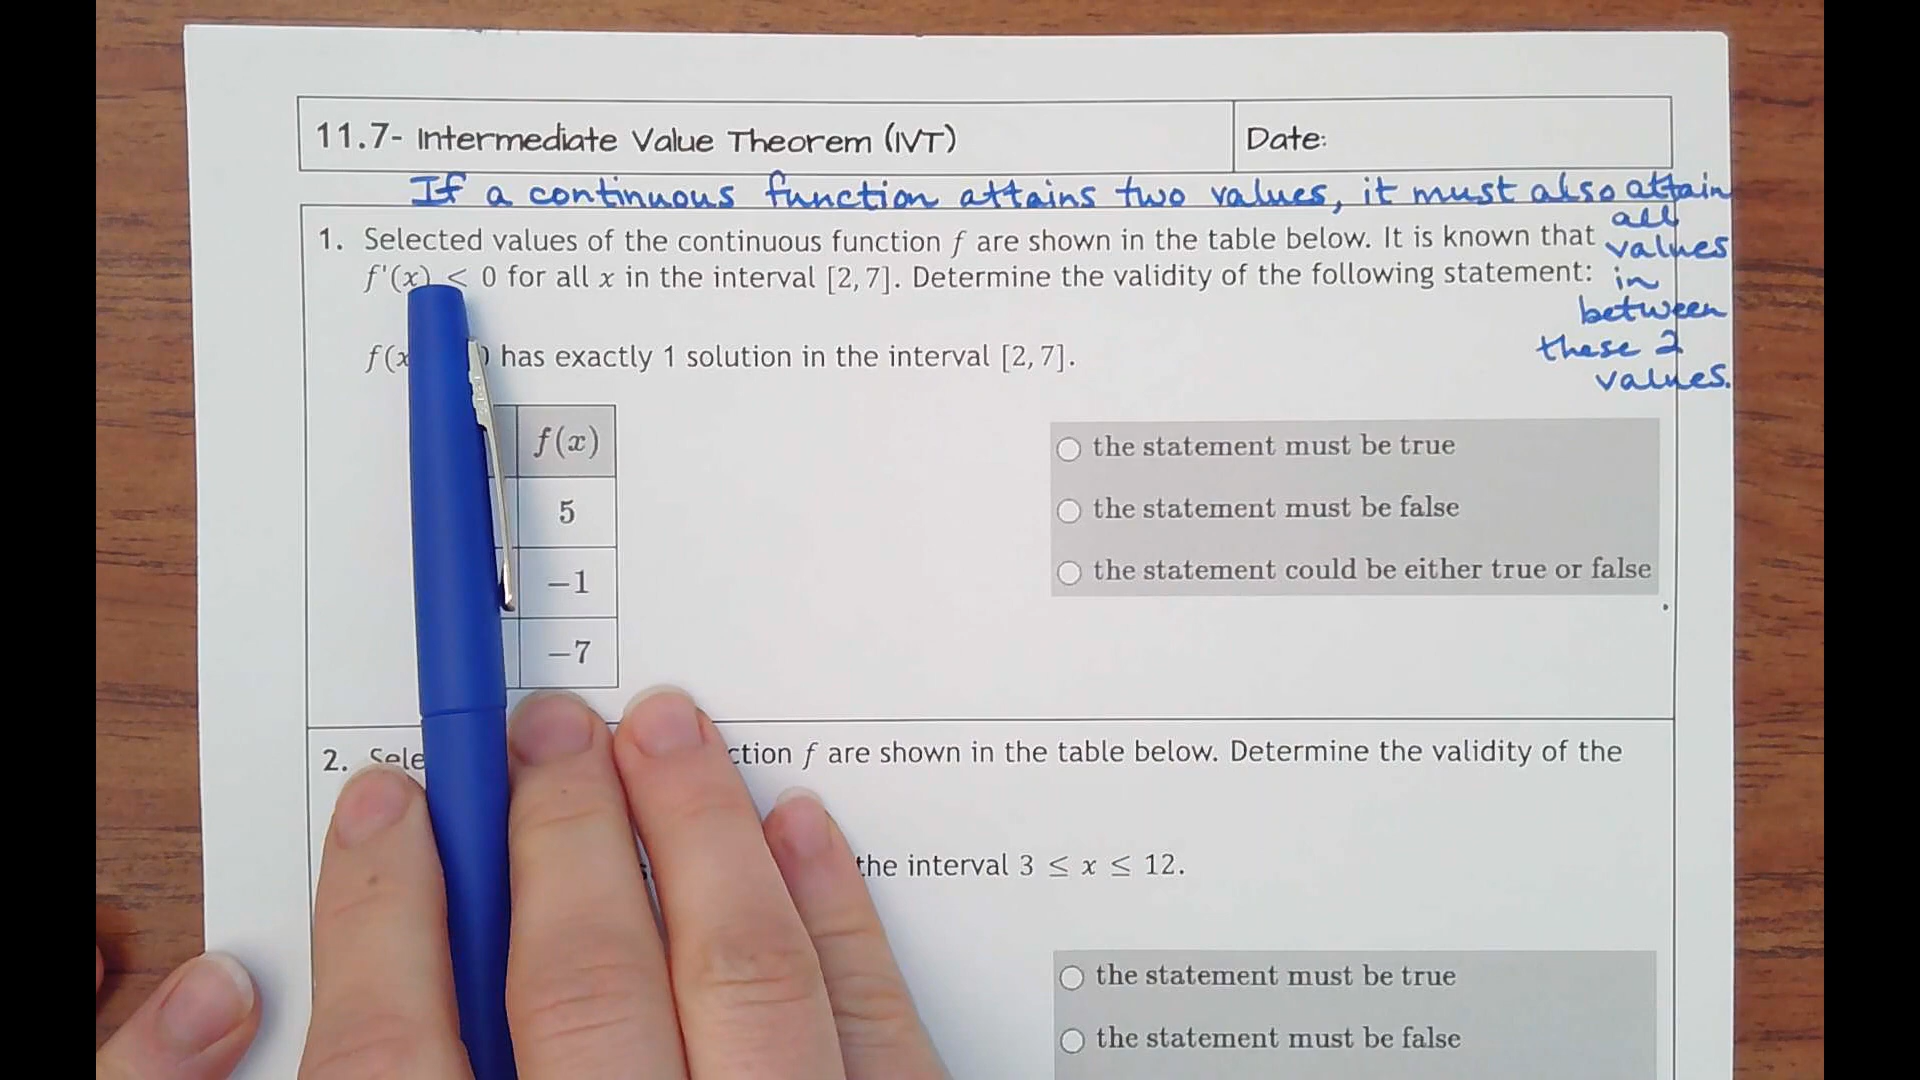 11.7- Intermediate Value Theorem (IVT)
Date:
If a continuous function attains two values, it must also attain
all
values
in
between
these 2
values.
1. Selected values of the continuous function f are shown in the table below. It is known that
f'(x) < 0 for all x in the interval [2, 7]. Determine the validity of the following statement:
f(x ) has exactly 1 solution in the interval [2, 7].
f(x)
5
−1
−7
the statement must be true
the statement must be false
the statement could be either true or false
2. ction f are shown in the table below. Determine the validity of the
the interval 3 ≤ x ≤ 12.
the statement must be true
the statement must be false